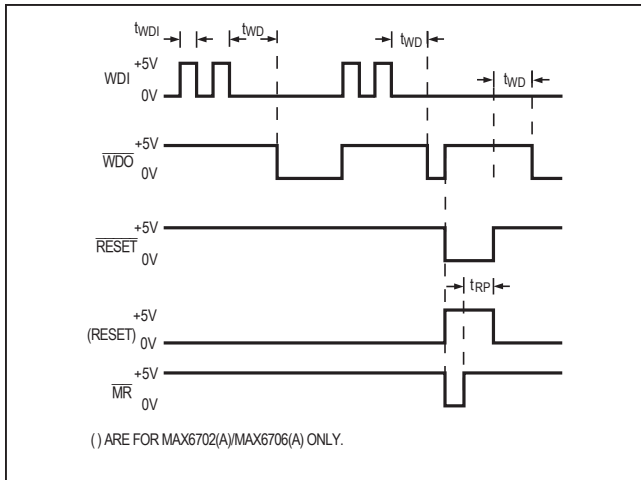 tWDI
tWD
tWD
tWD
+5V
WDI
0V
+5V
WDO
0V
+5V
RESET
0V
tRP
+5V
(RESET)
0V
+5V
MR
0V
( ) ARE FOR MAX6702(A)/MAX6706(A) ONLY.